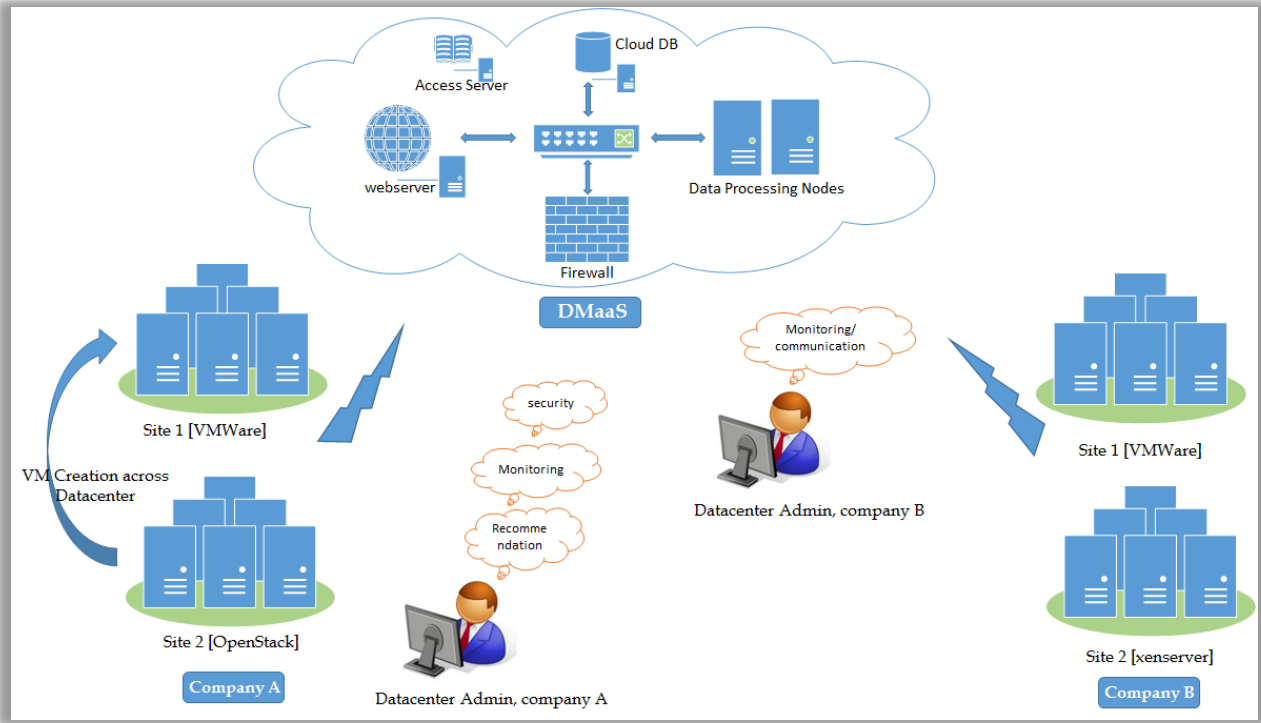 Cloud DB
Access Server
webserver
Data Processing Nodes
Firewall
DMaaS
Site 1 [VMWare]
VM Creation across
Datacenter
Site 2 [OpenStack]
Company A
security
Monitoring
Recomme
ndation
Datacenter Admin, company A
Monitoring/
communication
Datacenter Admin, company B
Site 1 [VMWare]
Site 2 [xenserver]
Company B